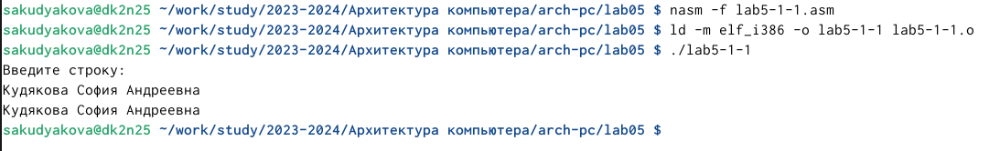 sakudyakova@dk2n25 ~/work/study/2023-2024/Архитектура компьютера/arch-pc/lab05 $ nasm -f lab5-1-1.asm
sakudyakova@dk2n25 ~/work/study/2023-2024/Архитектура компьютера/arch-pc/lab05 $ ld -m elf_i386 -o lab5-1-1 lab5-1-1.o
sakudyakova@dk2n25 ~/work/study/2023-2024/Архитектура компьютера/arch-pc/lab05 $ ./lab5-1-1
Введите строку:
Кудякова София Андреевна
Кудякова София Андреевна
sakudyakova@dk2n25 ~/work/study/2023-2024/Архитектура компьютера/arch-pc/lab05 $